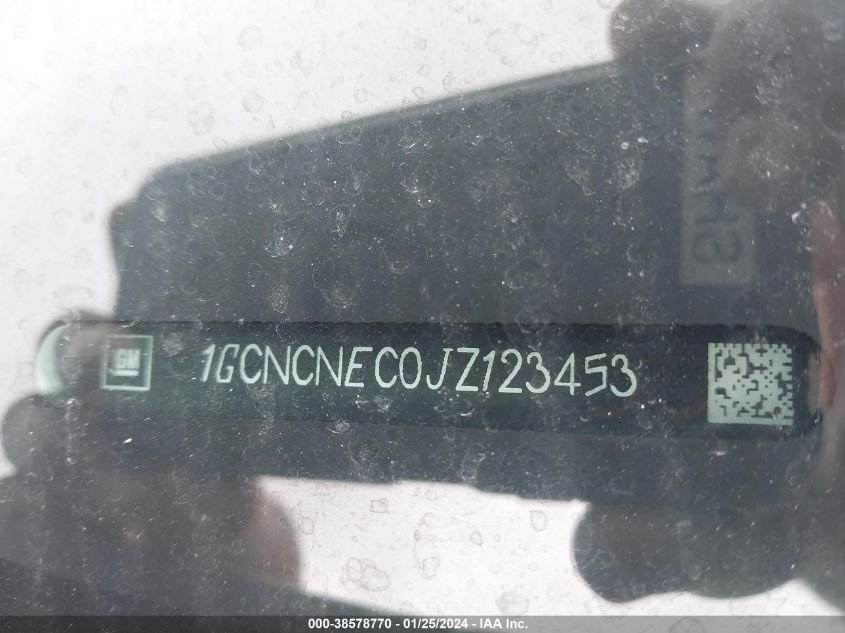 GM 1GCNCNEC0JZ123453
000-38578770 - 01/25/2024 - IAA Inc.